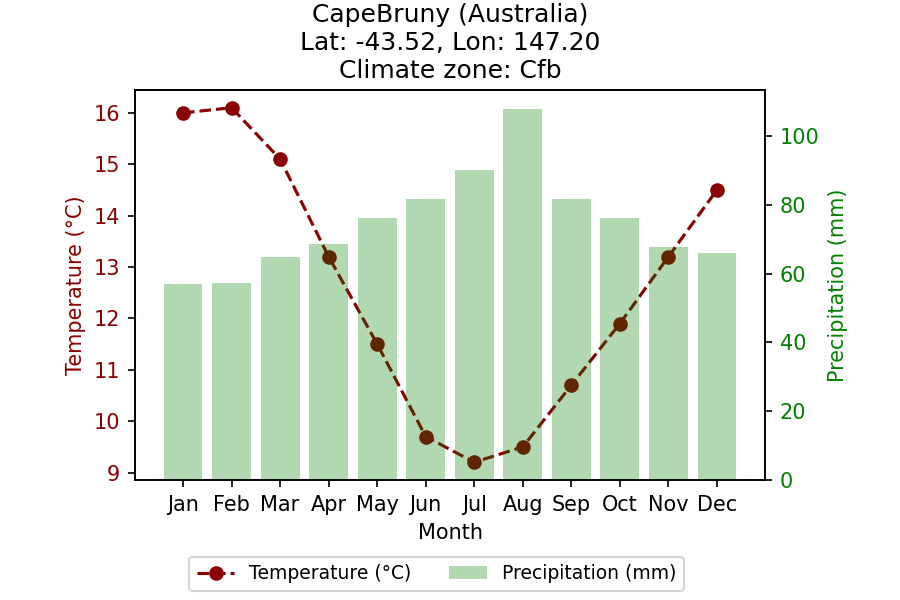 CapeBruny (Australia)
Lat: -43.52, Lon: 147.20
Climate zone: Cfb
Temperature (°C)
16
15
14
13
12
11
10
9
100
80
60
40
20
0
Precipitation (mm)
Jan Feb Mar Apr May Jun Jul Aug Sep Oct Nov Dec
Month
Temperature (°C) Precipitation (mm)